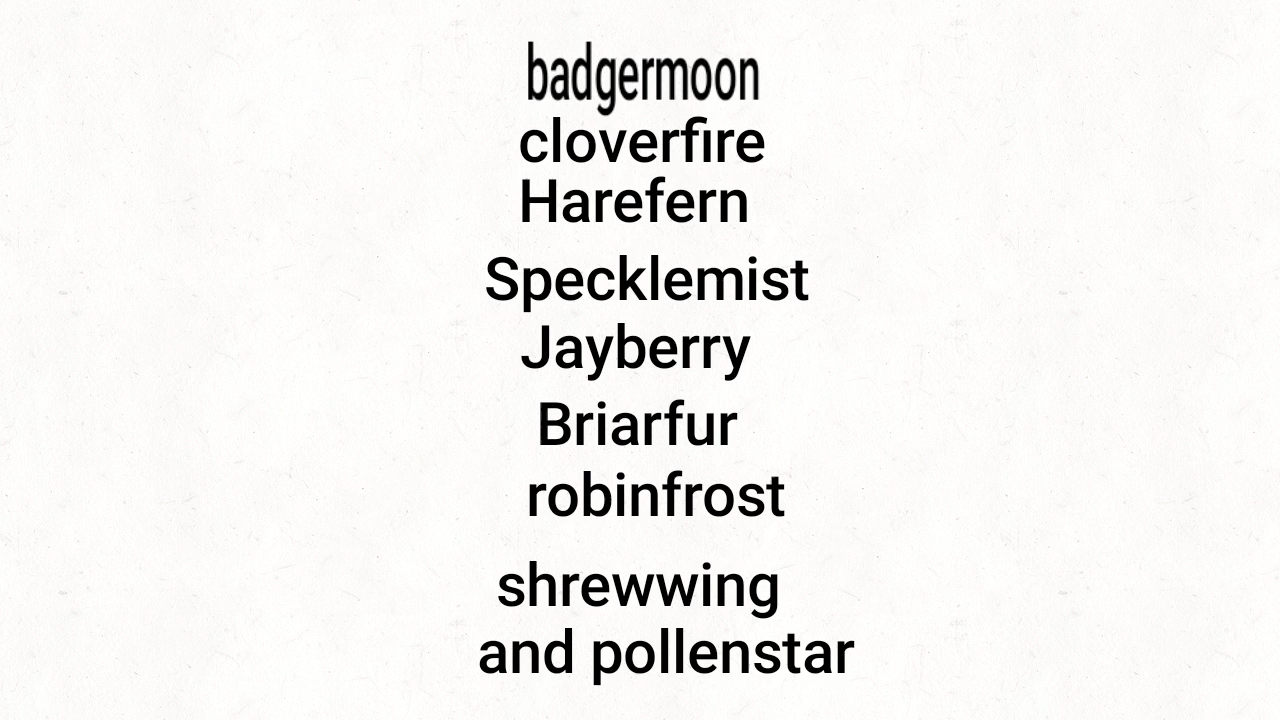 badgermoon
cloverfire
Harefern
Specklemist
Jayberry
Briarfur
robinfrost
shrewwing
and pollenstar